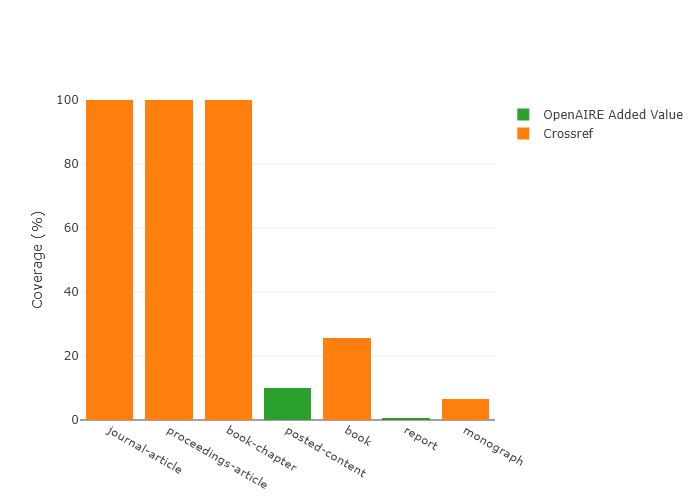 OpenAIRE Added Value
Crossref
Coverage (%)
100
80
60
40
20
0
journal-article
proceedings-article
book-chapter
posted-content
book
report
monograph